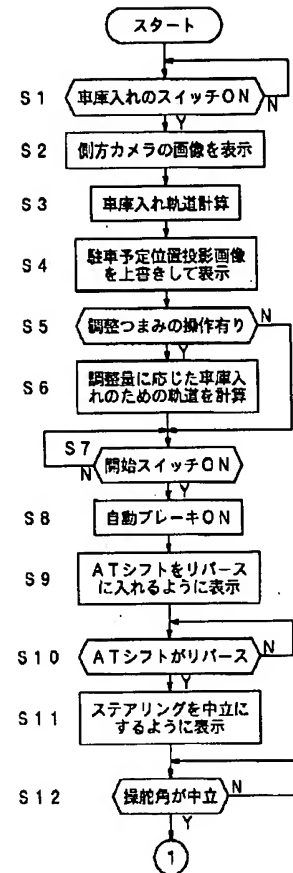 スタート
S1 車庫入れのスイッチON N
Y
S2 側方カメラの画像を表示
S3 車庫入れ軌道計算
S4 駐車予定位置投影画像
を上書きして表示
S5 調整つまみの操作有り N
Y
S6 調整量に応じた車庫入
れのための軌道を計算
S7
N 開始スイッチON
Y
S8 自動ブレーキON
S9 ATシフトをリバース
に入れるように表示
S10 ATシフトがリバース N
Y
S11 ステアリングを中立に
するように表示
S12 操舵角が中立 N
Y
1